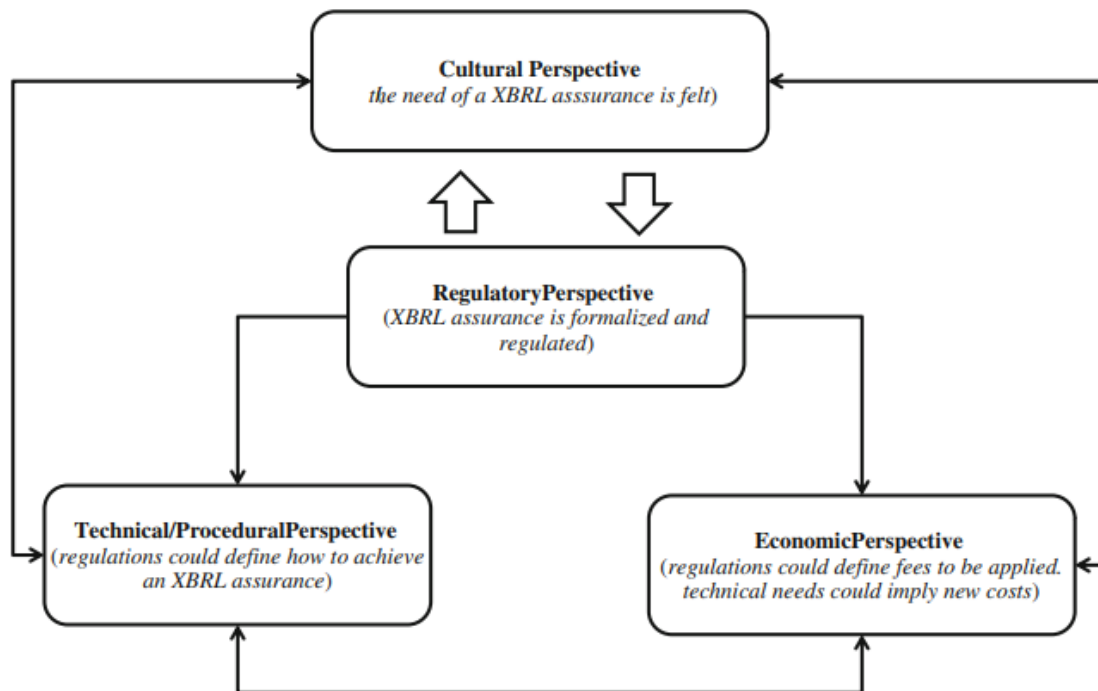 Cultural Perspective
the need of a XBRL asssurance is felt)
RegulatoryPerspective
(XBRL assurance is formalized and
regulated)
Technical/ProceduralPerspective
(regulations could define how to achieve
an XBRL assurance)
EconomicPerspective
(regulations could define fees to be applied.
technical needs could imply new costs)